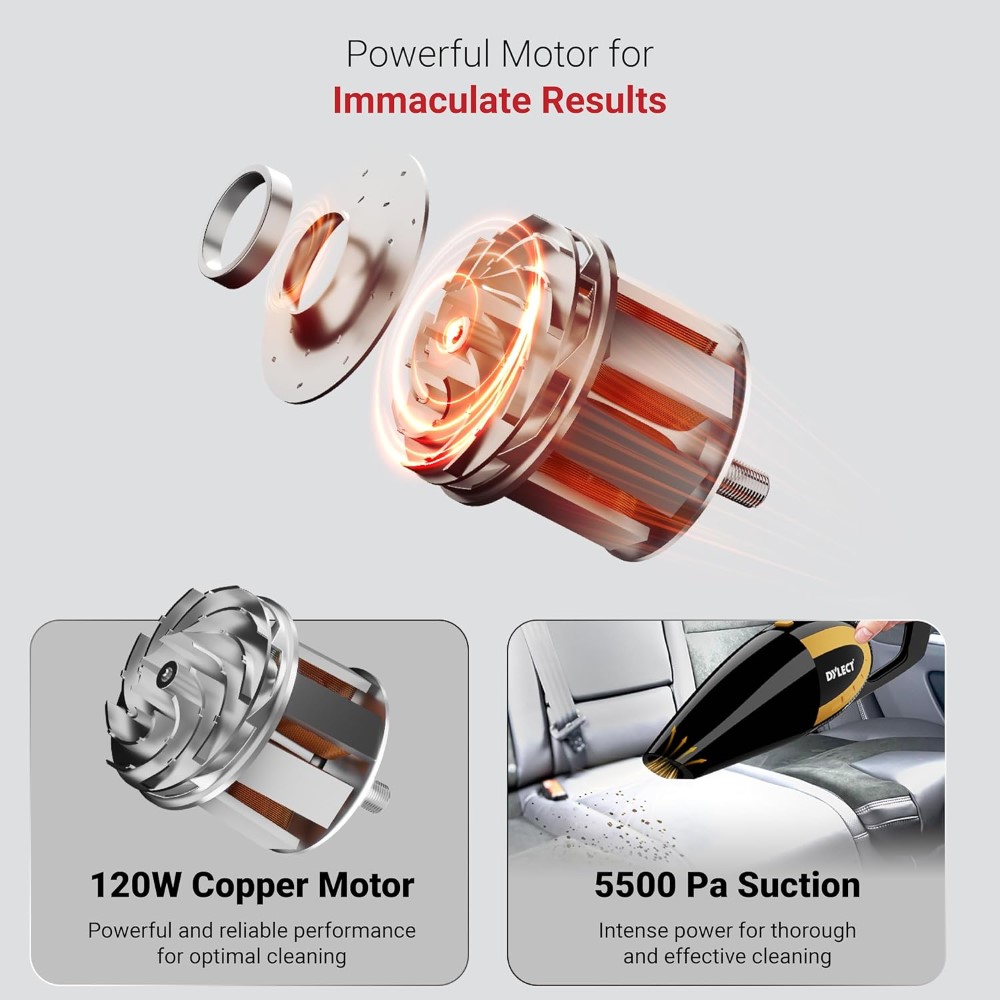 Powerful Motor for
Immaculate Results
DYLECT
120W Copper Motor
Powerful and reliable performance
for optimal cleaning
5500 Pa Suction
Intense power for thorough
and effective cleaning